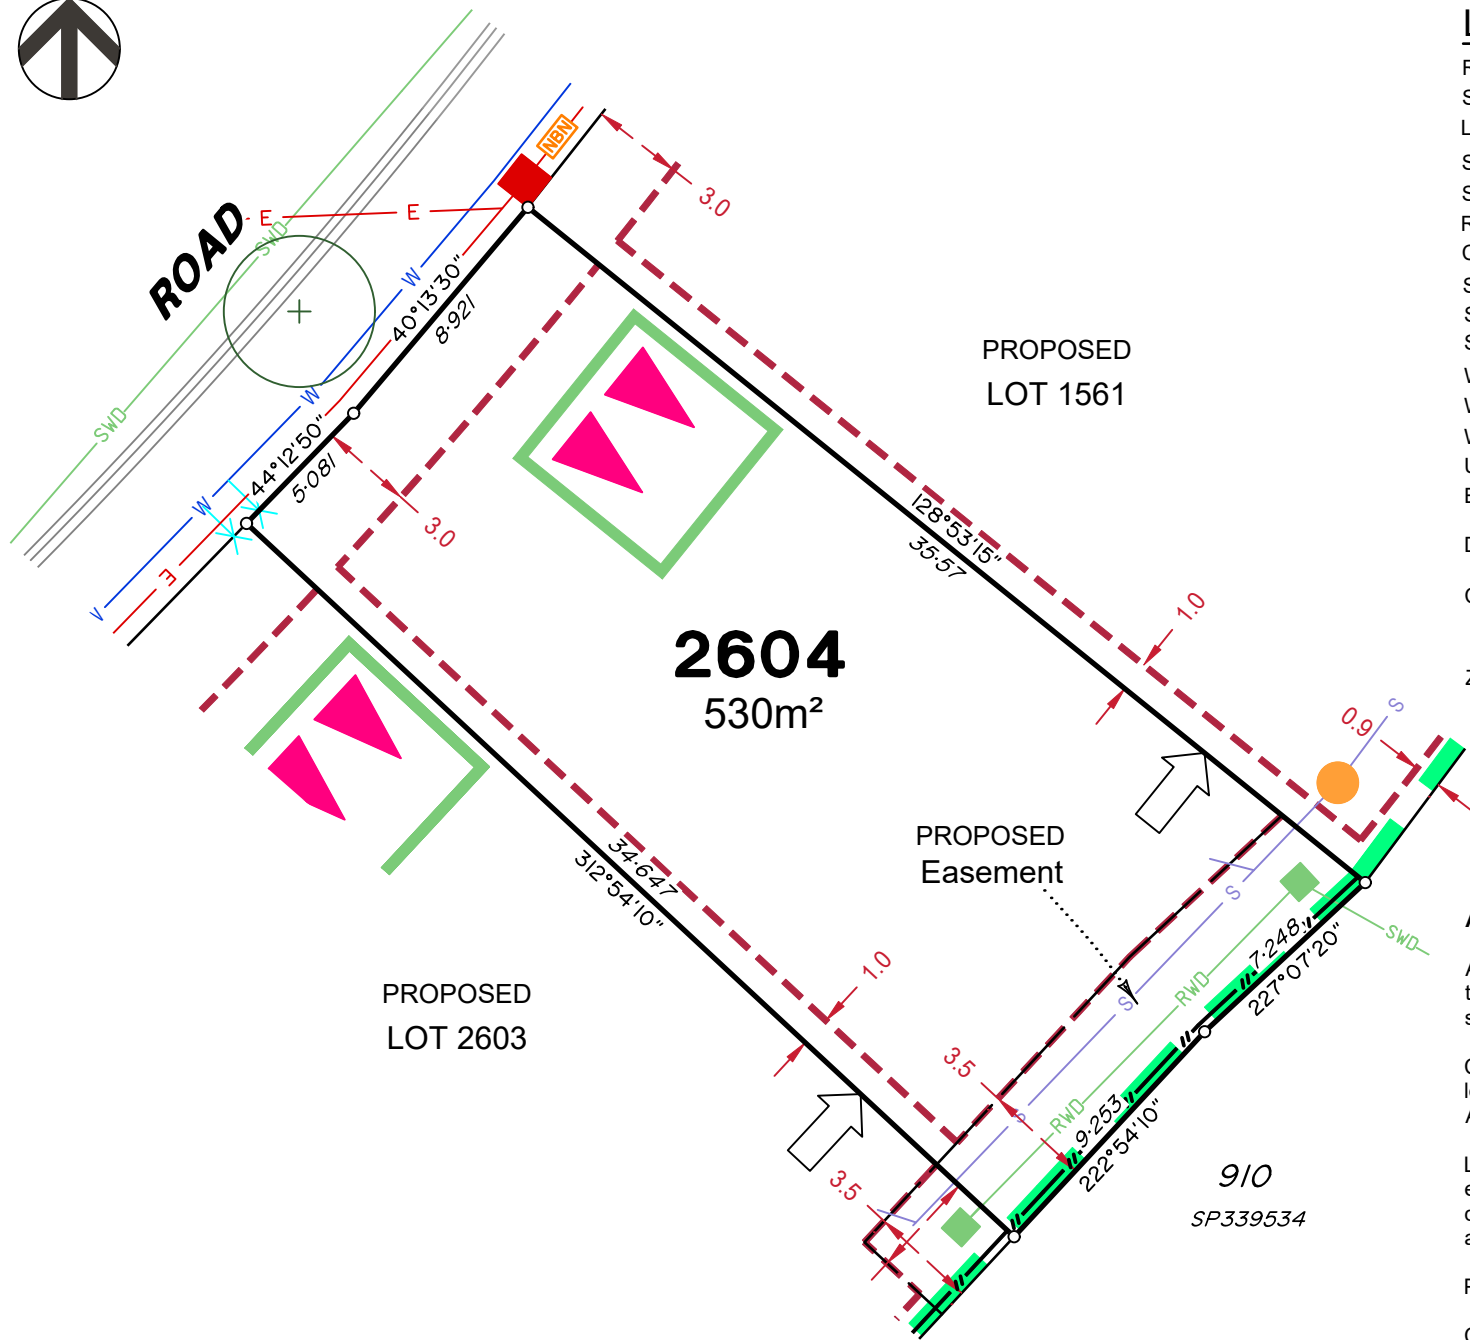 NBN
3.0
ROAD
E
E
SWD
W
40°13'30"
8·921
PROPOSED
LOT 1561
W
SWD
44°12'50"
5·081
W
3.0
E
128°53'15"
35·57
1.0
2604
530m²
S
0.9
PROPOSED
Easement
34·647
312°54'10"
S
SWD
7·248
227°07'20"
RWD
S
1.0
PROPOSED
LOT 2603
3.5
RWD
S
9·253
222°54'10"
3.5
910
SP339534